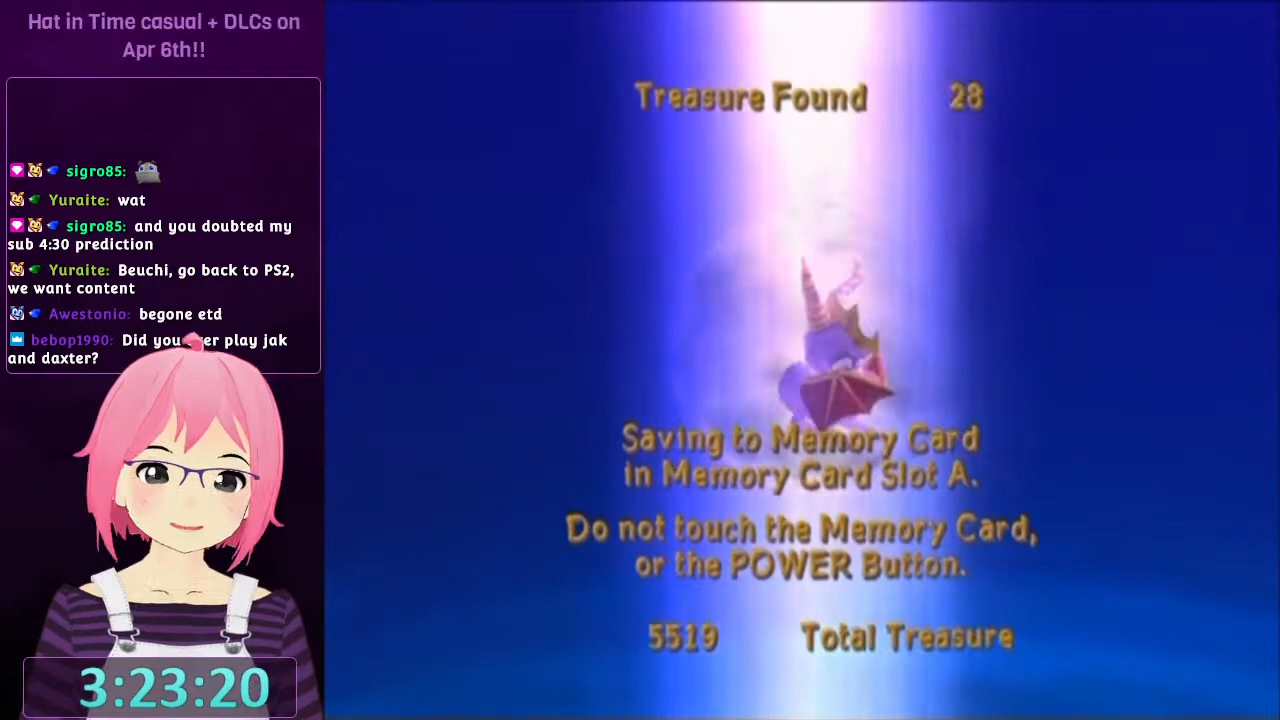 Hat in Time casual + DLCs on
Apr 6th!!
sigro85:
Yuraite: wat
sigro85: and you doubted my
sub 4:30 prediction
Yuraite: Beuchi, go back to PS2,
we want content
Awestonio: begone etd
bebop1990: Did you er play jak
and daxter?
3:23:20
Treasure Found 28
Saving to Memory Card
in Memory Card Slot A.
Do not touch the Memory Card,
or the POWER Button.
5519 Total Treasure